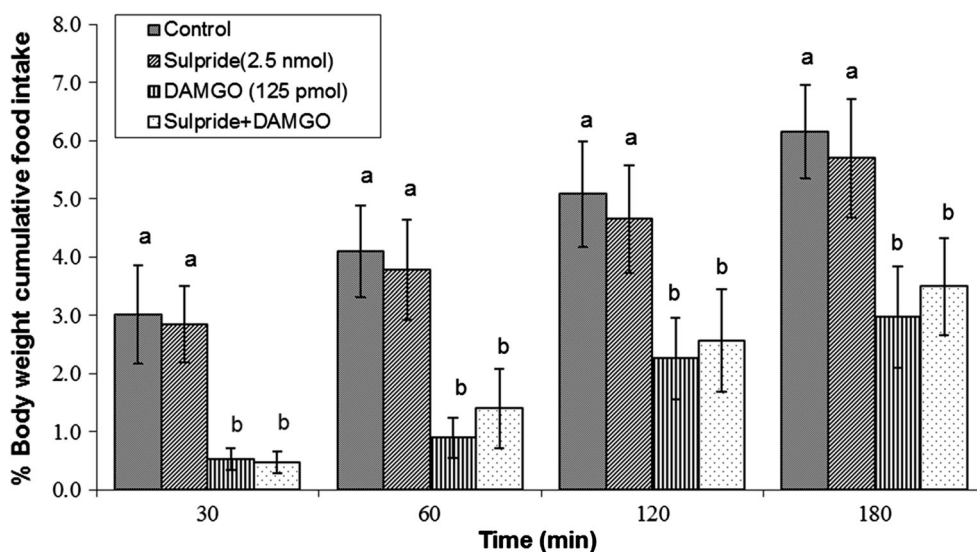 % Body weight cumulative food intake
8.0
7.0
6.0
5.0
4.0
3.0
2.0
1.0
0.0
Control
Sulpride(2.5 nmol)
DAMGO (125 pmol)
Sulpride+DAMGO
a a b b
a a b b
a a b b
a a b b
30 60 120 180
Time (min)